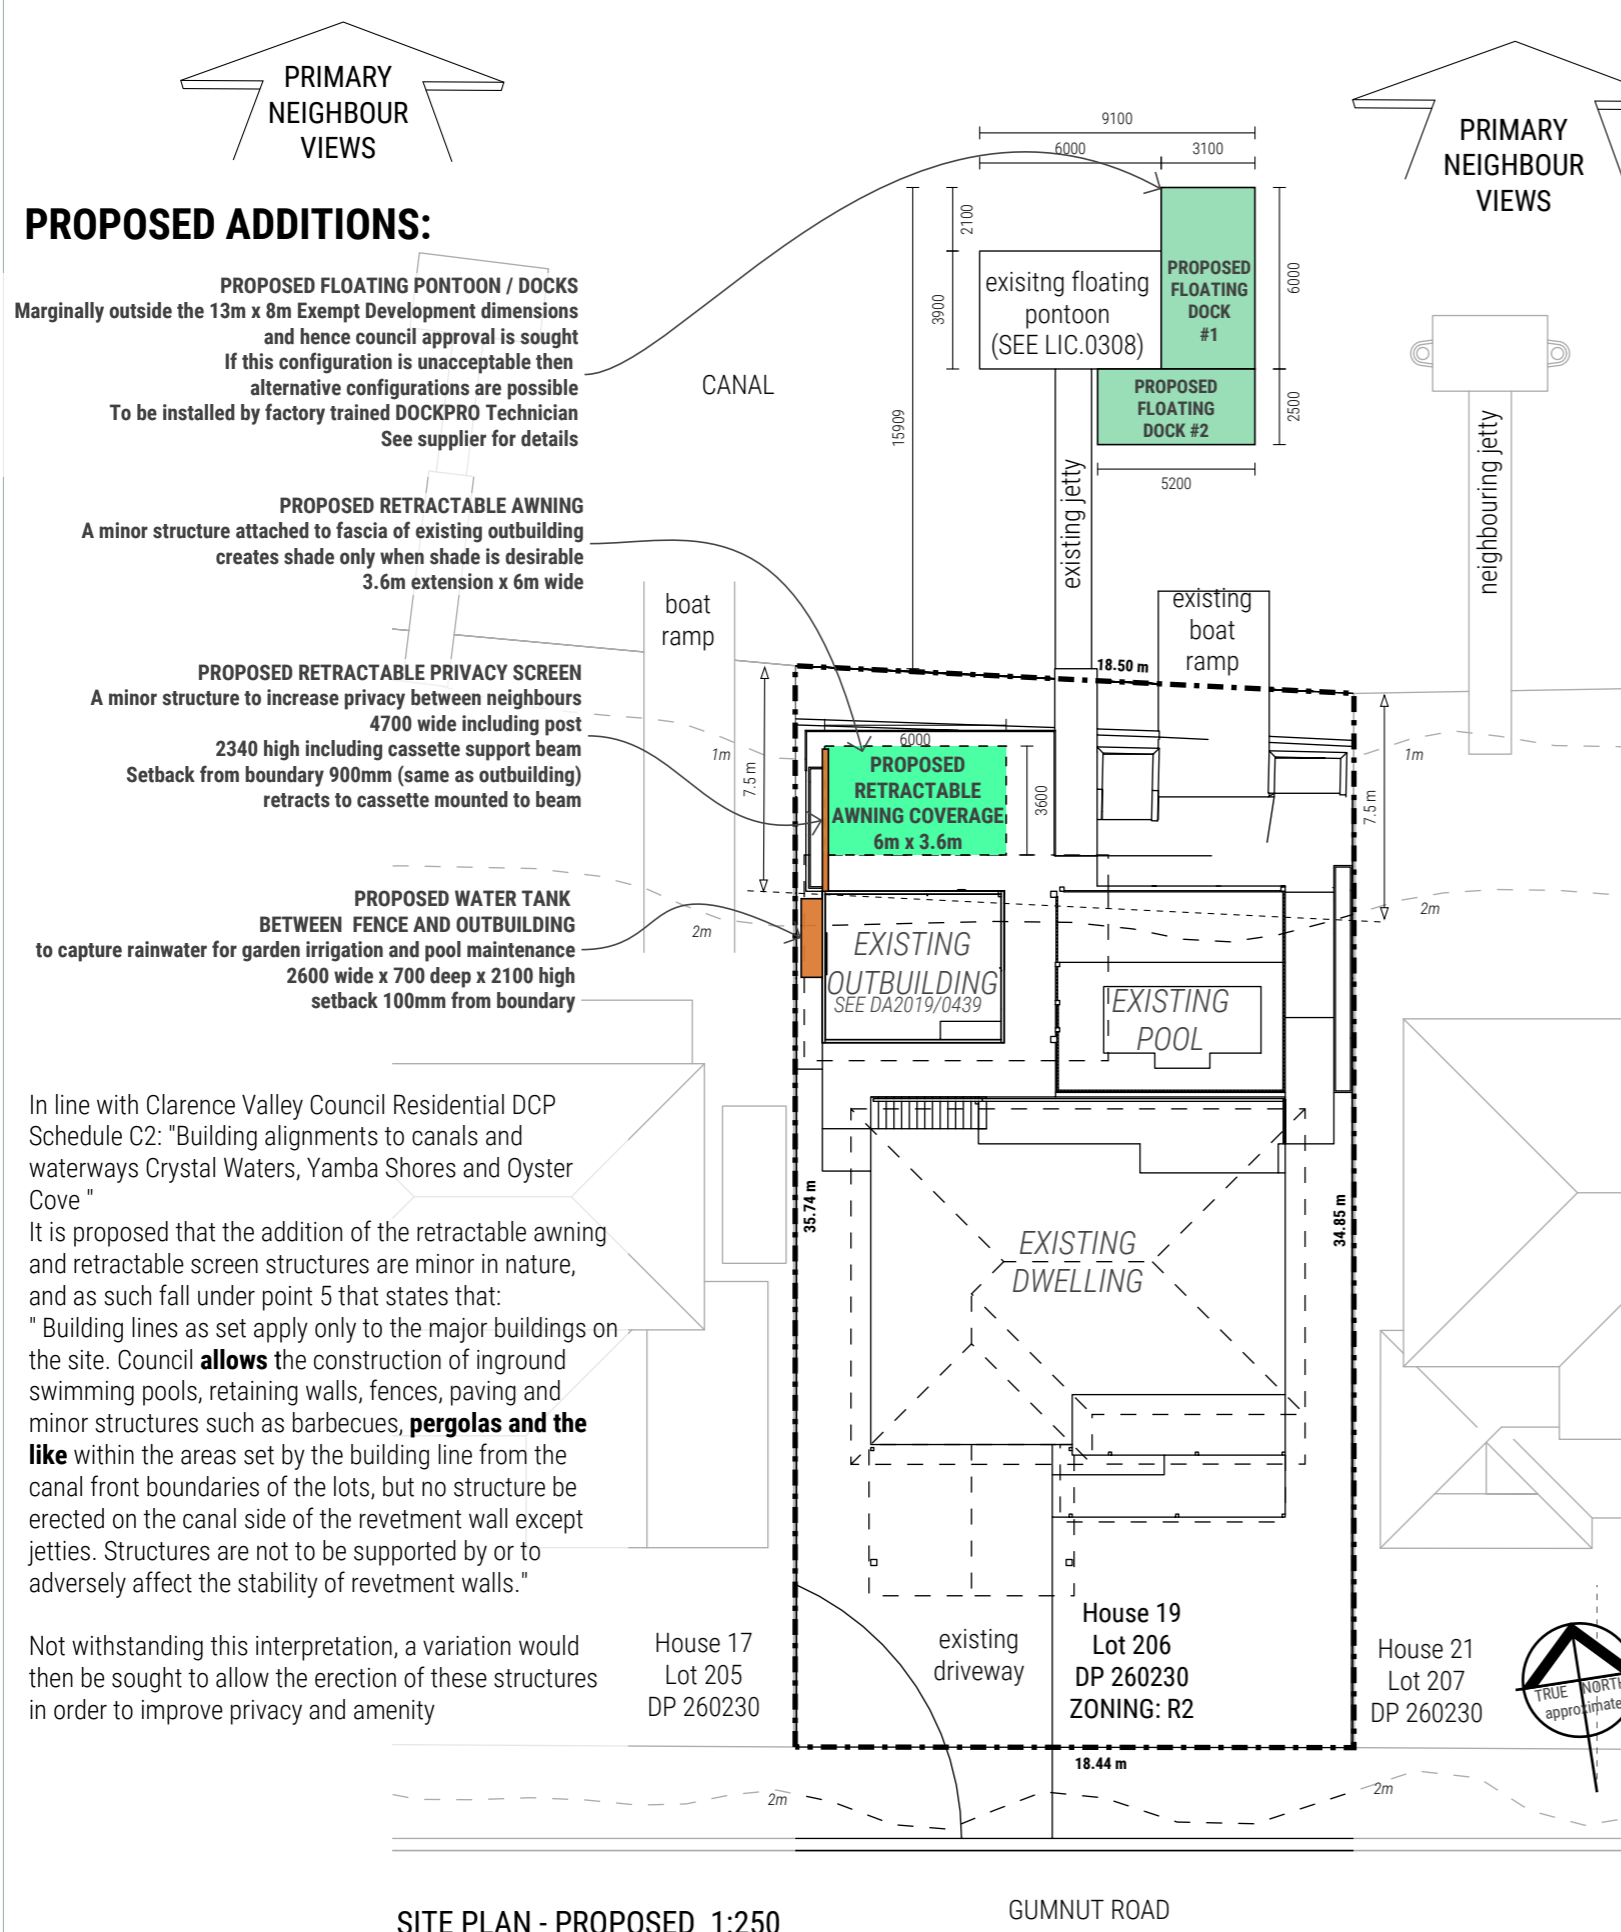 PRIMARY
NEIGHBOUR
VIEWS
PRIMARY
NEIGHBOUR
VIEWS
PROPOSED ADDITIONS:
PROPOSED FLOATING PONTOON / DOCKS
Marginally outside the 13m x 8m Exempt Development dimensions
and hence council approval is sought
If this configuration is unacceptable then
alternative configurations are possible
To be installed by factory trained DOCKPRO Technician
See supplier for details
PROPOSED RETRACTABLE AWNING
A minor structure attached to fascia of existing outbuilding
creates shade only when shade is desirable
3.6m extension x 6m wide
PROPOSED RETRACTABLE PRIVACY SCREEN
A minor structure to increase privacy between neighbours
4700 wide including post
2340 high including cassette support beam
Setback from boundary 900mm (same as outbuilding)
retracts to cassette mounted to beam
PROPOSED WATER TANK
BETWEEN FENCE AND OUTBUILDING
to capture rainwater for garden irrigation and pool maintenance
2600 wide x 700 deep x 2100 high
setback 100mm from boundary
In line with Clarence Valley Council Residential DCP
Schedule C2: "Building alignments to canals and
waterways Crystal Waters, Yamba Shores and Oyster
Cove "
It is proposed that the addition of the retractable awning
and retractable screen structures are minor in nature,
and as such fall under point 5 that states that:
" Building lines as set apply only to the major buildings on
the site. Council allows the construction of inground
swimming pools, retaining walls, fences, paving and
minor structures such as barbecues, pergolas and the
like within the areas set by the building line from the
canal front boundaries of the lots, but no structure be
erected on the canal side of the revetment wall except
jetties. Structures are not to be supported by or to
adversely affect the stability of revetment walls."
Not withstanding this interpretation, a variation would
then be sought to allow the erection of these structures
in order to improve privacy and amenity
9100
6000
3100
2100
3900
15909
6000
2500
5200
exisitng floating
pontoon
(SEE LIC.0308)
PROPOSED
FLOATING
DOCK
#1
PROPOSED
FLOATING
DOCK #2
CANAL
existing jetty
neighbouring jetty
boat
ramp
existing
boat
ramp
18.50 m
1m
7.5 m
6000
PROPOSED
RETRACTABLE
AWNING COVERAGE
6m x 3.6m
3600
7.5 m
1m
2m
2m
EXISTING
OUTBUILDING
SEE DA2019/0439
EXISTING
POOL
35.74 m
34.85 m
EXISTING
DWELLING
existing
driveway
House 17
Lot 205
DP 260230
House 19
Lot 206
DP 260230
ZONING: R2
House 21
Lot 207
DP 260230
TRUE NORTH
approximate
18.44 m
2m
2m
GUMNUT ROAD
SITE PLAN - PROPOSED 1:250